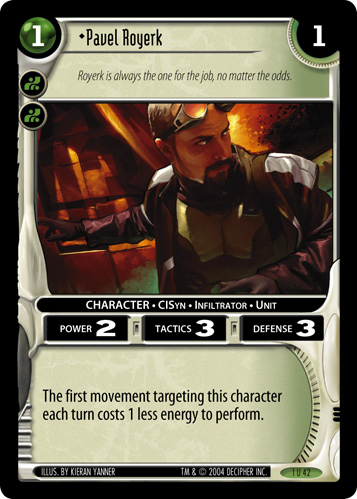 1 •Pavel Royerk 1
Royerk is always the one for the job, no matter the odds.
CHARACTER • CISYN • INFILTRATOR • UNIT
POWER 2 TACTICS 3 DEFENSE 3
The first movement targeting this character
each turn costs 1 less energy to perform.
ILLUS. BY KIERAN YANNER TM & © 2004 DECIPHER INC. 1 U 42